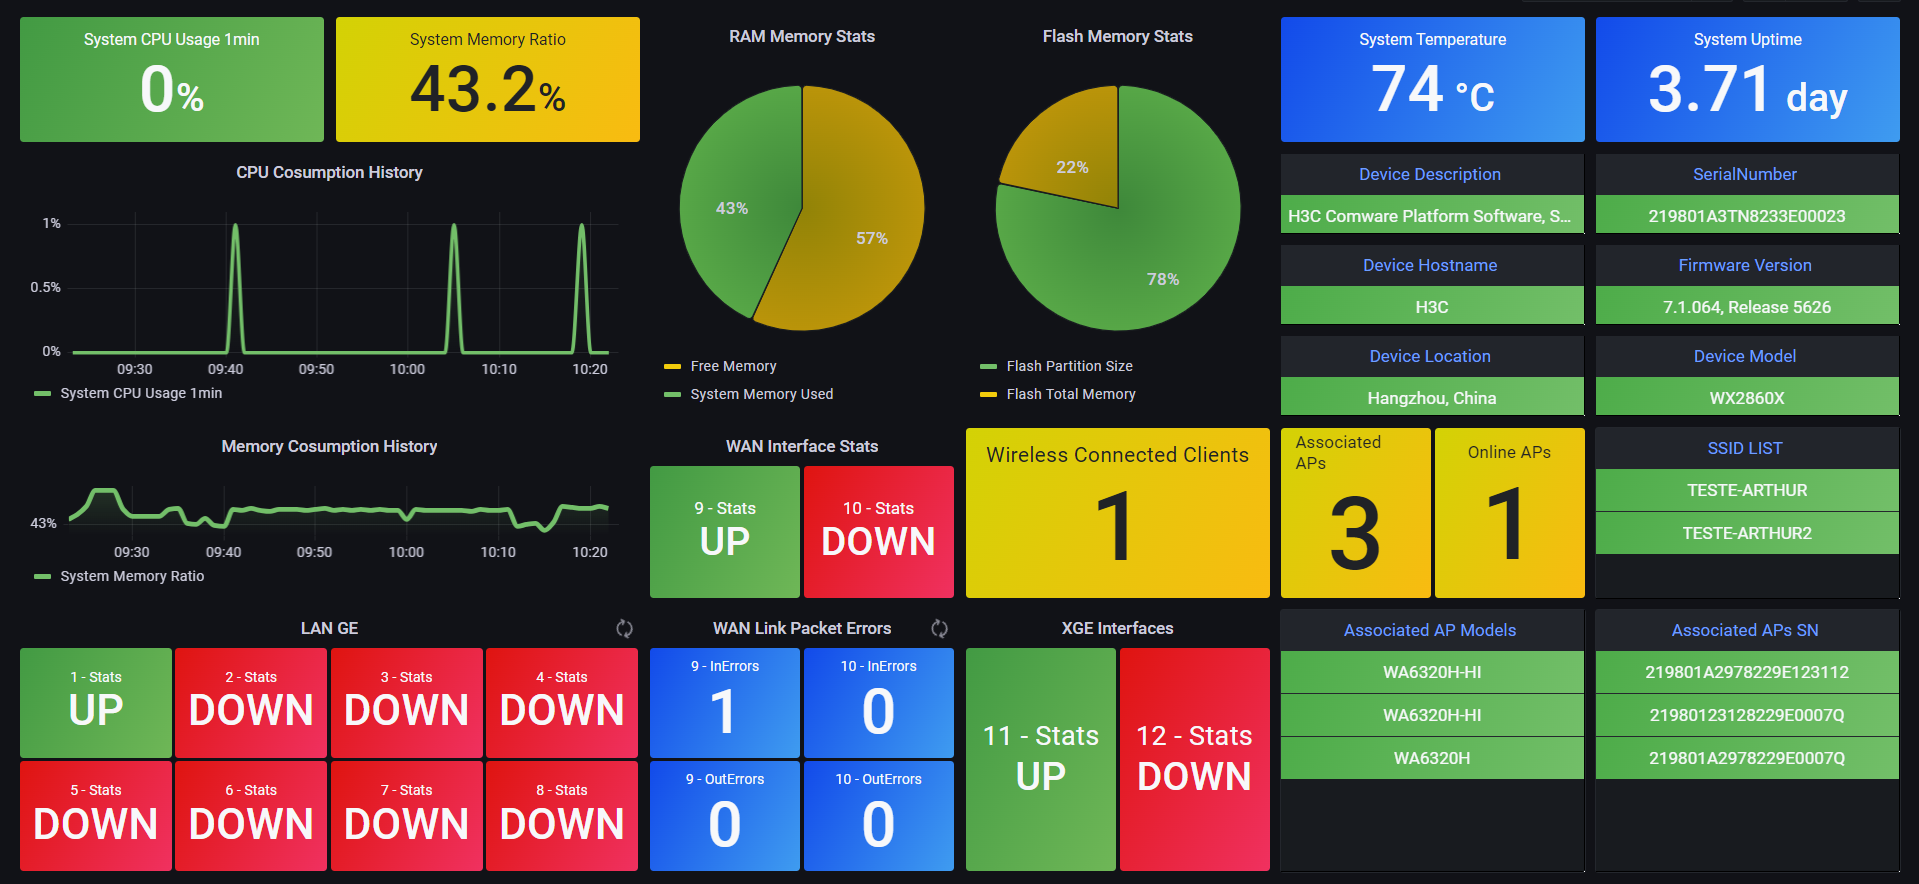 System CPU Usage 1min
0%
System Memory Ratio
43.2%
CPU Cosumption History
1%
0.5%
0%
09:30 09:40 09:50 10:00 10:10 10:20
System CPU Usage 1min
Memory Cosumption History
43%
09:30 09:40 09:50 10:00 10:10 10:20
System Memory Ratio
RAM Memory Stats
43%
57%
Free Memory
System Memory Used
Flash Memory Stats
22%
78%
Flash Partition Size
Flash Total Memory
System Temperature
74 °C
System Uptime
3.71 day
Device Description
H3C Comware Platform Software, S...
SerialNumber
219801A3TN8233E00023
Device Hostname
H3C
Firmware Version
7.1.064, Release 5626
Device Location
Hangzhou, China
Device Model
WX2860X
WAN Interface Stats
9 - Stats
UP
10 - Stats
DOWN
Wireless Connected Clients
1
Associated
APs
3
Online APs
1
SSID LIST
TESTE-ARTHUR
TESTE-ARTHUR2
LAN GE
1 - Stats
UP
2 - Stats
DOWN
3 - Stats
DOWN
4 - Stats
DOWN
5 - Stats
DOWN
6 - Stats
DOWN
7 - Stats
DOWN
8 - Stats
DOWN
WAN Link Packet Errors
9 - InErrors
1
10 - InErrors
0
9 - OutErrors
0
10 - OutErrors
0
XGE Interfaces
11 - Stats
UP
12 - Stats
DOWN
Associated AP Models
WA6320H-HI
WA6320H-HI
WA6320H
Associated APs SN
219801A2978229E123112
21980123128229E0007Q
219801A2978229E0007Q